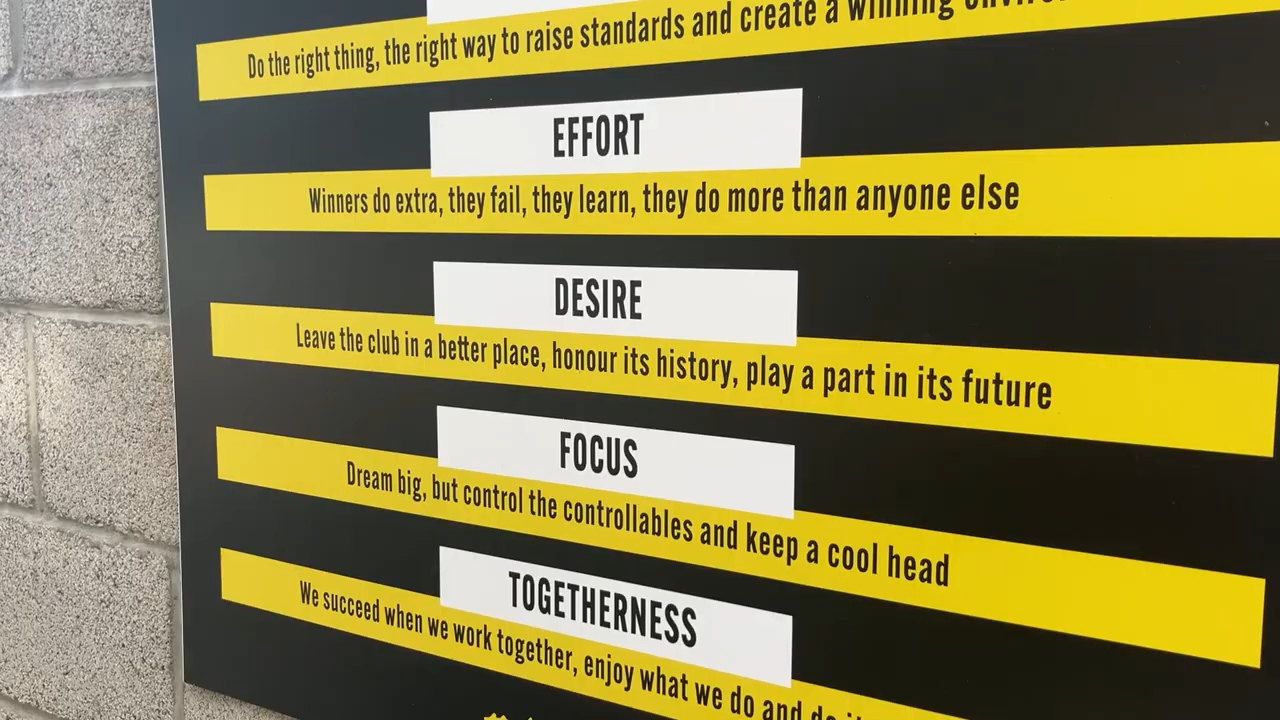 Do the right thing, the right way to raise standards and create a winning
EFFORT
Winners do extra, they fail, they learn, they do more than anyone else
DESIRE
Leave the club in a better place, honour its history, play a part in its future
FOCUS
Dream big, but control the controllables and keep a cool head
TOGETHERNESS
We succeed when we work together, enjoy what we do and do